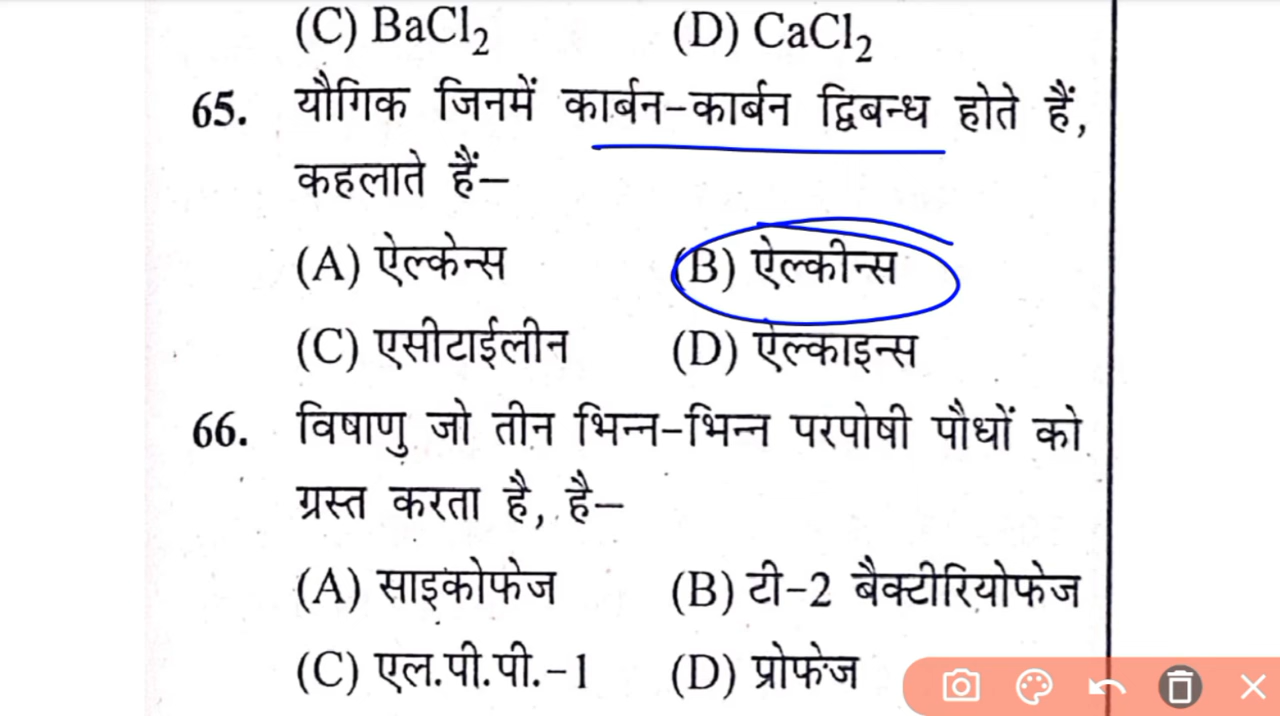 (C) BaCl₂ (D) CaCl₂
65. यौगिक जिनमें कार्बन-कार्बन द्विबन्ध होते हैं,
कहलाते हैं–
(A) ऐल्केन्स (B) ऐल्कीन्स
(C) एसीटाईलीन (D) ऐल्काइन्स
66. विषाणु जो तीन भिन्न-भिन्न परपोषी पौधों को
ग्रस्त करता है, है–
(A) साइकोफेज (B) टी-2 बैक्टीरियोफेज
(C) एल.पी.पी.-1 (D) प्रोफेज